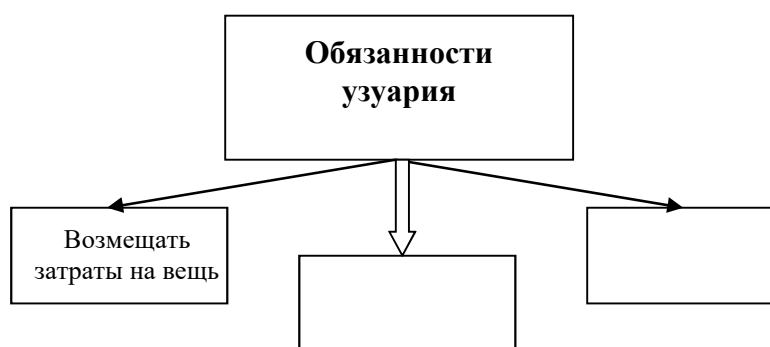 Обязанности
узуария
Возмещать
затраты на вещь